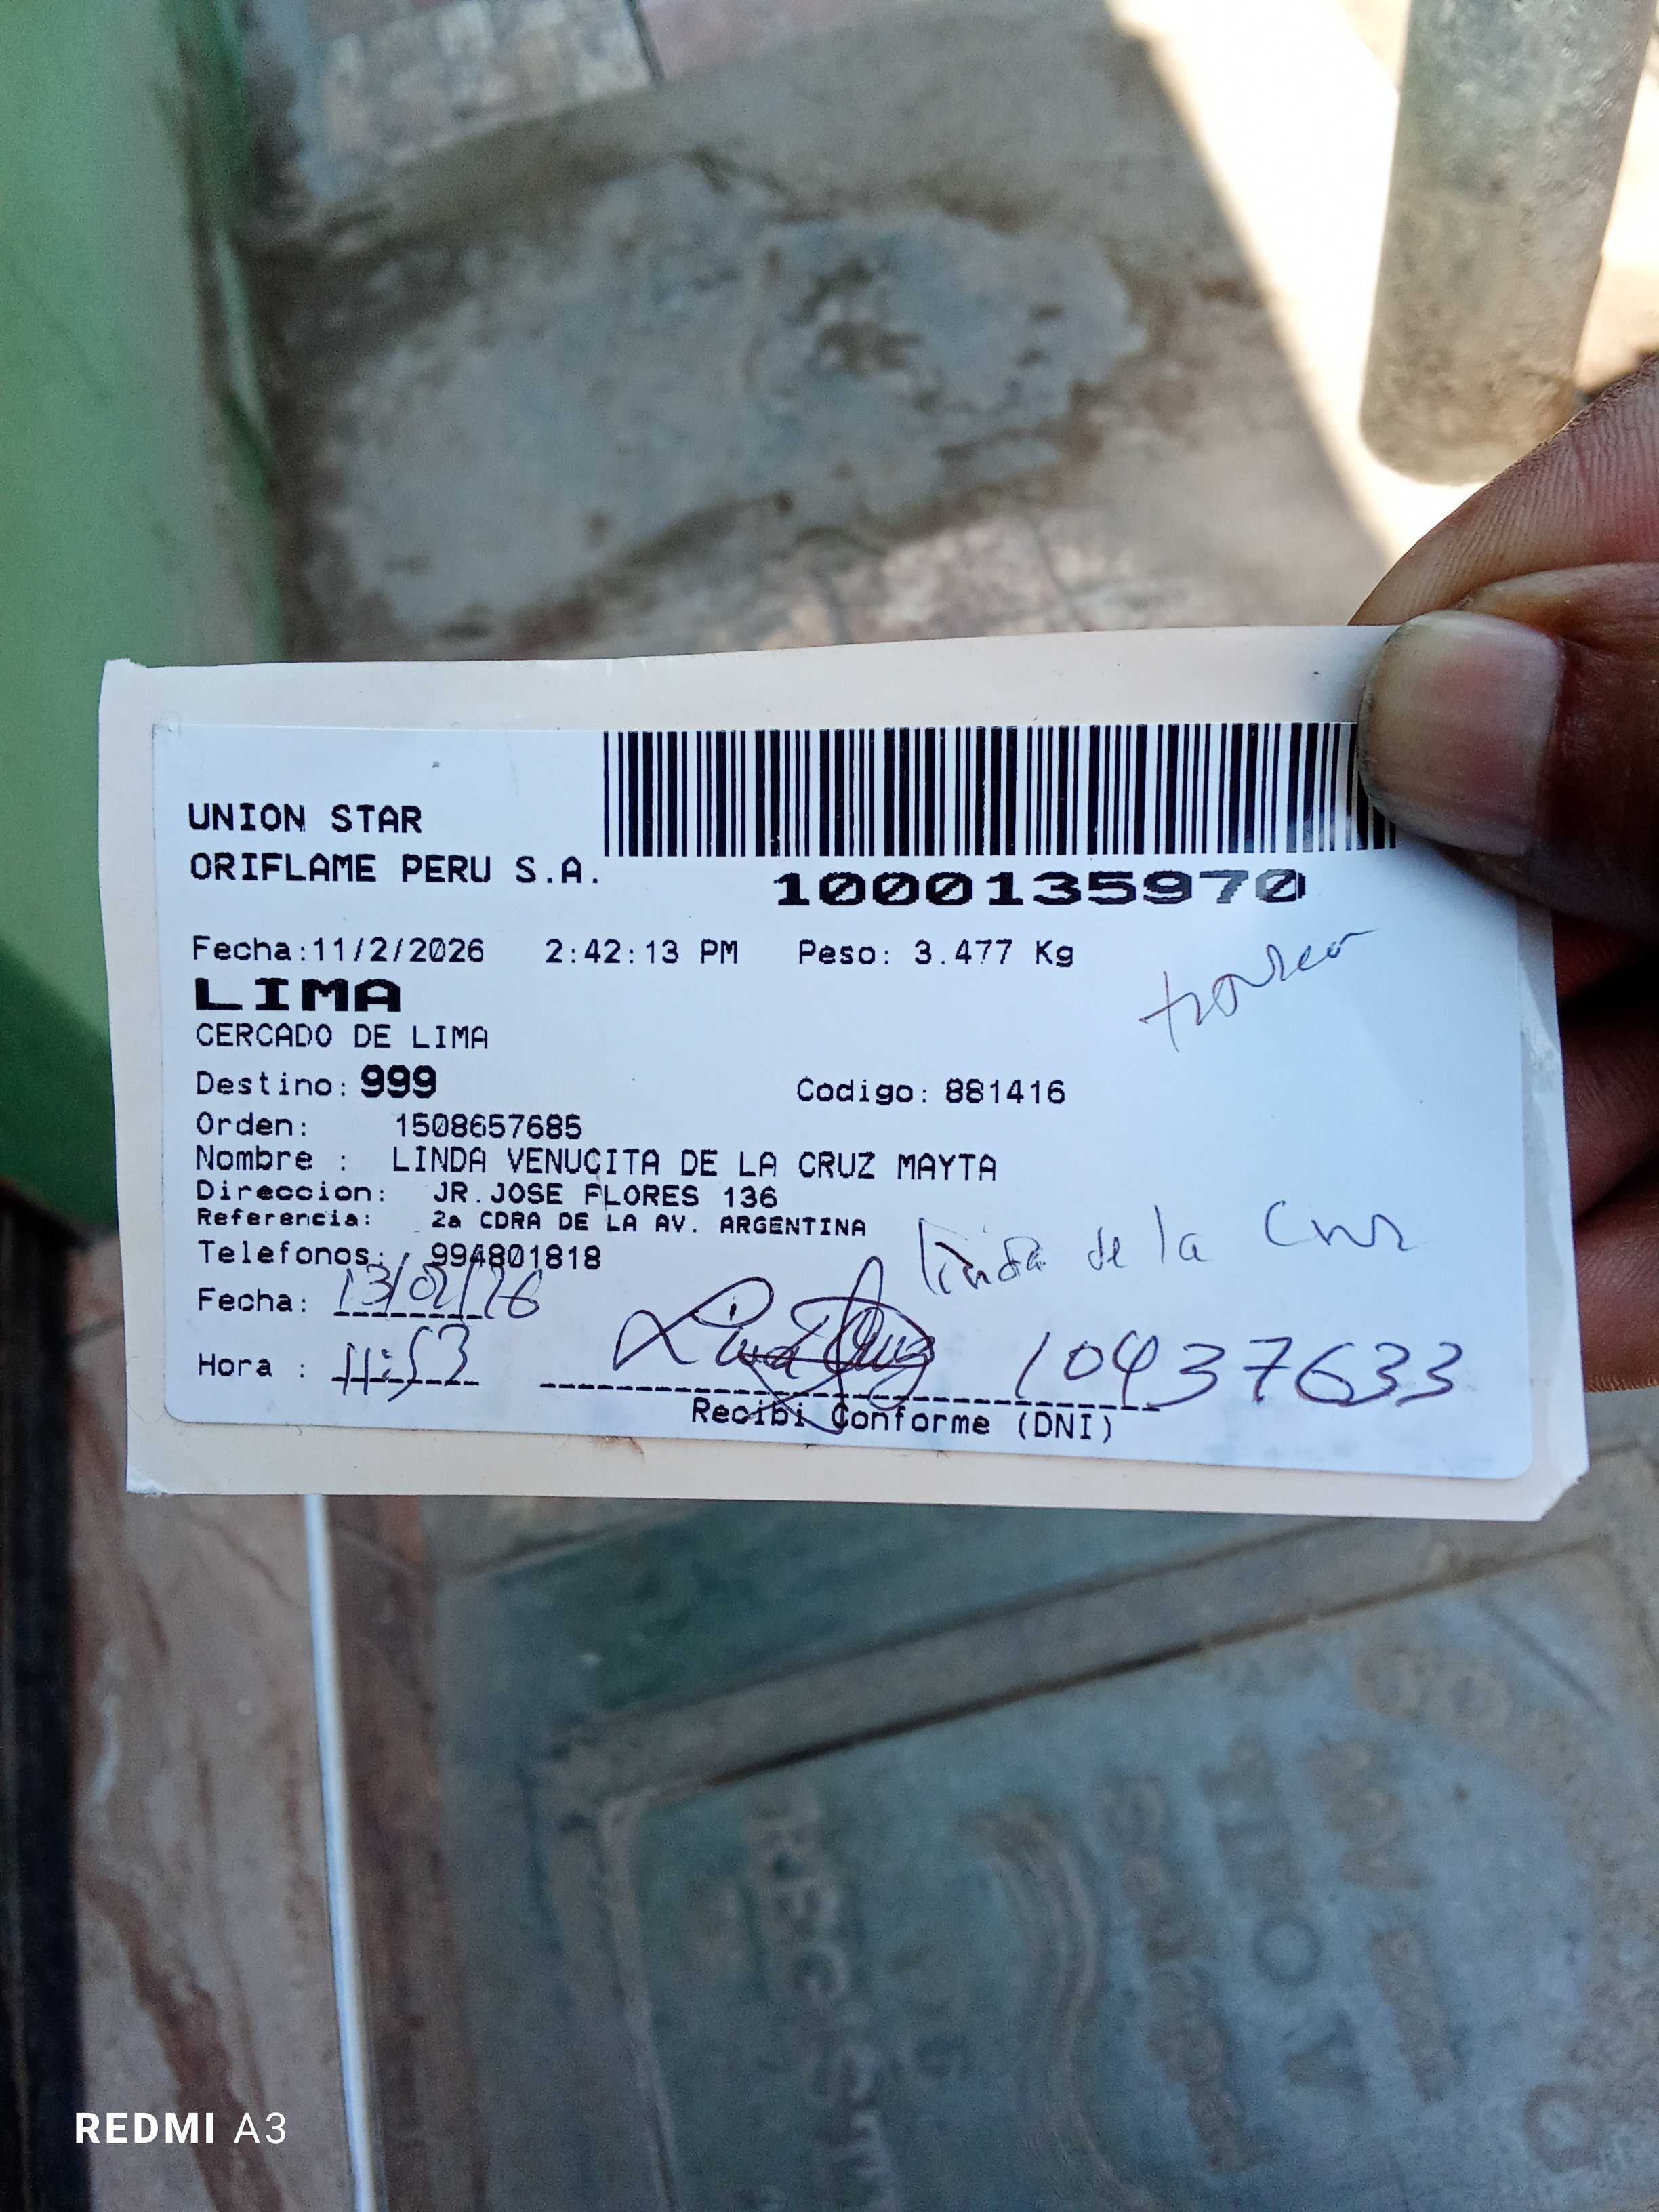 UNION STAR
ORIFLAME PERU S.A.
1000135970
Fecha:11/2/2026 2:42:13 PM Peso: 3.477 Kg
LIMA
CERCADO DE LIMA
Destino: 999 Codigo: 881416
Orden: 1508657685
Nombre : LINDA VENUCITA DE LA CRUZ MAYTA
Direccion: JR.JOSE FLORES 136
Referencia: 2a CDRA DE LA AV. ARGENTINA
Telefonos: 994801818
linda de la Cruz
Fecha: 13/02/26
Hora : 11:53
10437633
Recibi Conforme (DNI)
REDMI A3